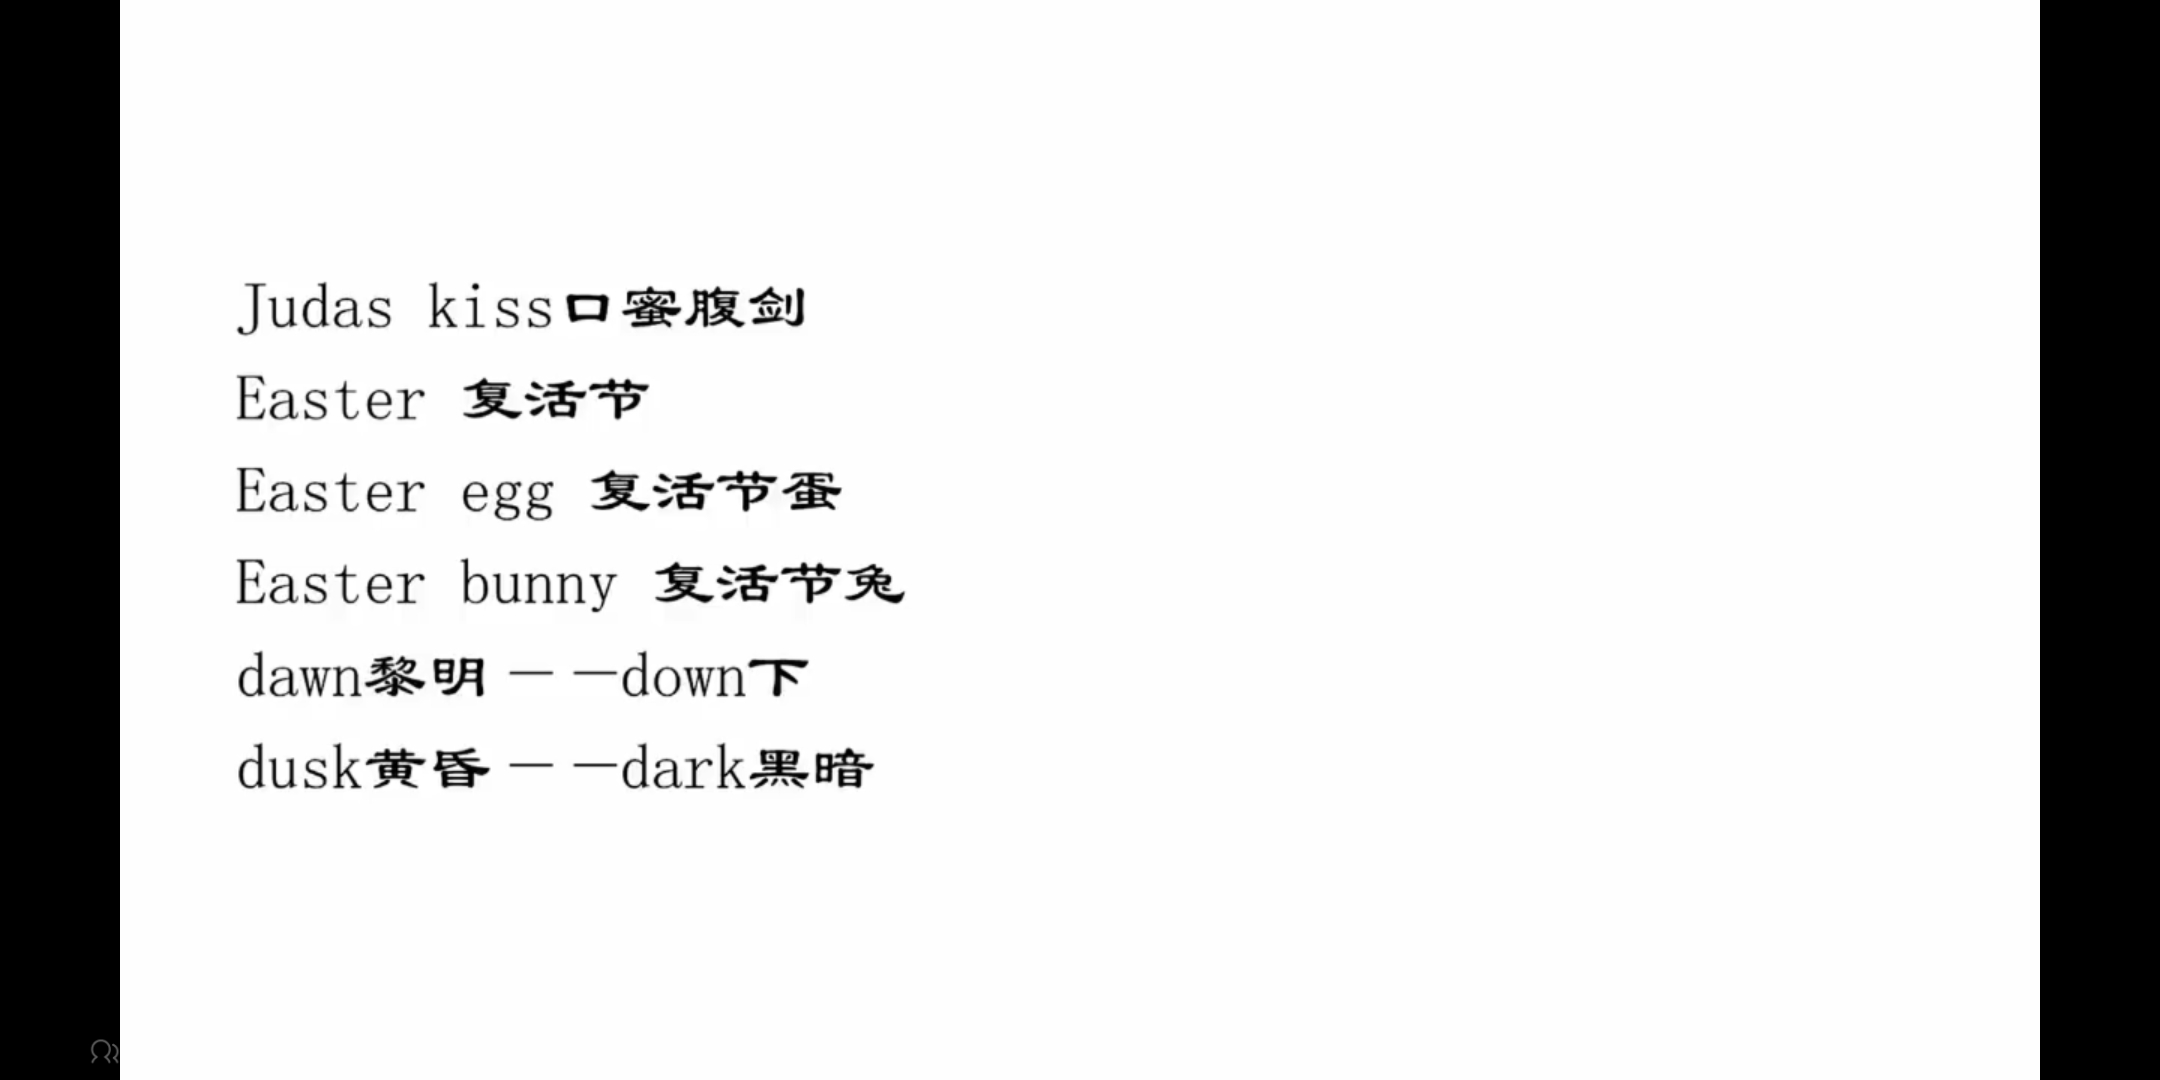 Judas kiss口蜜腹剑
Easter 复活节
Easter egg 复活节蛋
Easter bunny 复活节兔
dawn黎明－－down下
dusk黄昏－－dark黑暗